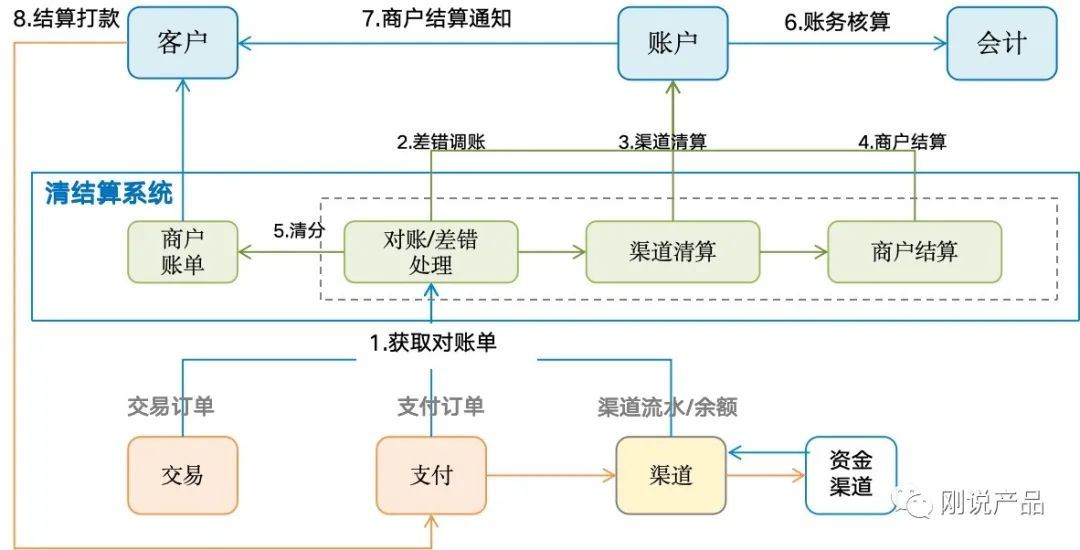 8.结算打款
客户
7.商户结算通知
账户
6.账务核算
会计
2.差错调账
3.渠道清算
4.商户结算
清结算系统
商户
账单
5.清分
对账/差错
处理
渠道清算
商户结算
1.获取对账单
交易订单
支付订单
渠道流水/余额
交易
支付
渠道
资金
渠道
刚说产品